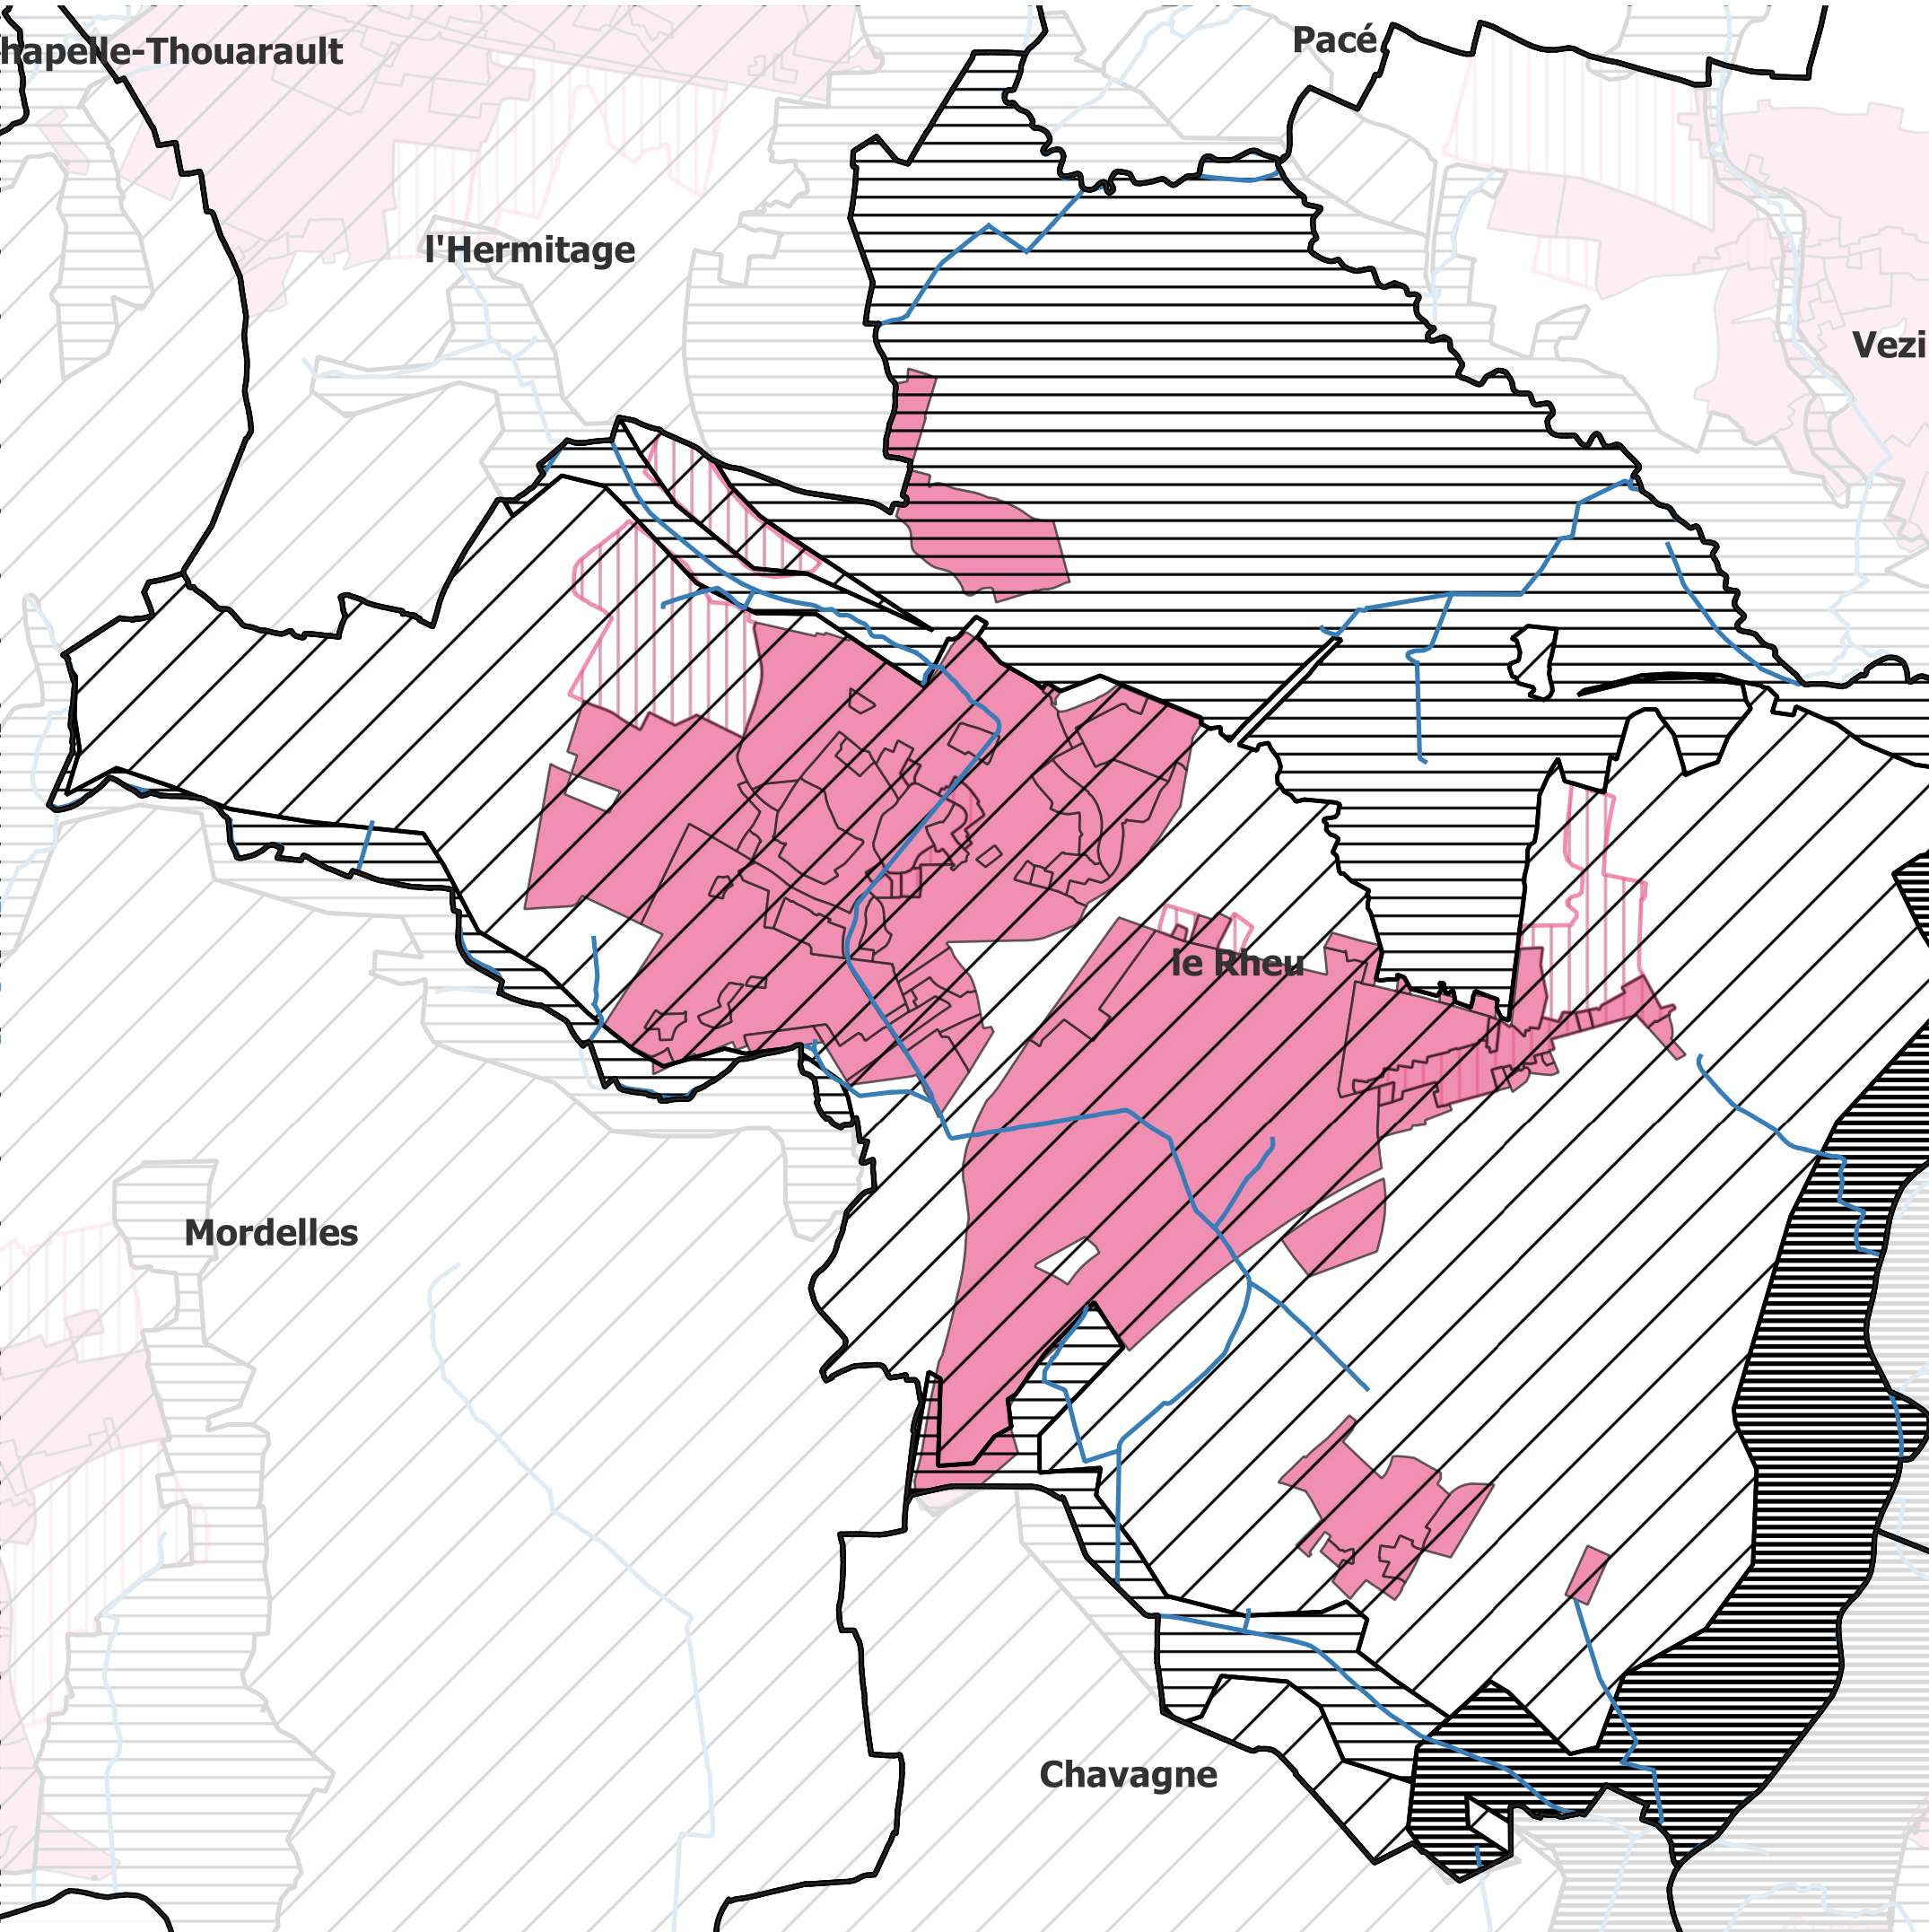 hapelle-Thouarault
Pacé
l'Hermitage
Vezi
le Rheu
Mordelles
Chavagne